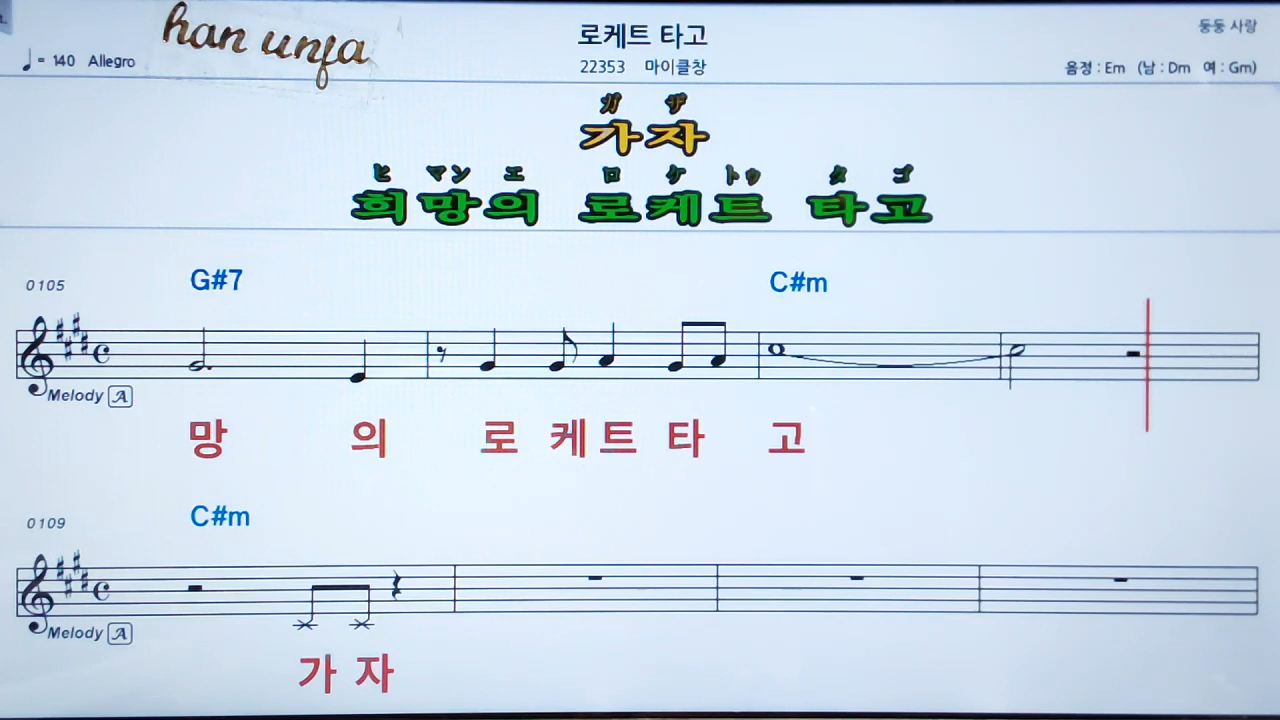 han unfa
로케트 타고
둥둥 사랑
♩= 140 Allegro
22353 마이클창
음정 : Em (남 : Dm 여 : Gm)
ガ ザ
가자
ヒ マン エ ロ ケ トゥ タ ゴ
희망의 로케트 타고
0105
G#7 C#m
Melody A
망 의 로 케 트 타 고
0109
C#m
Melody A
가 자